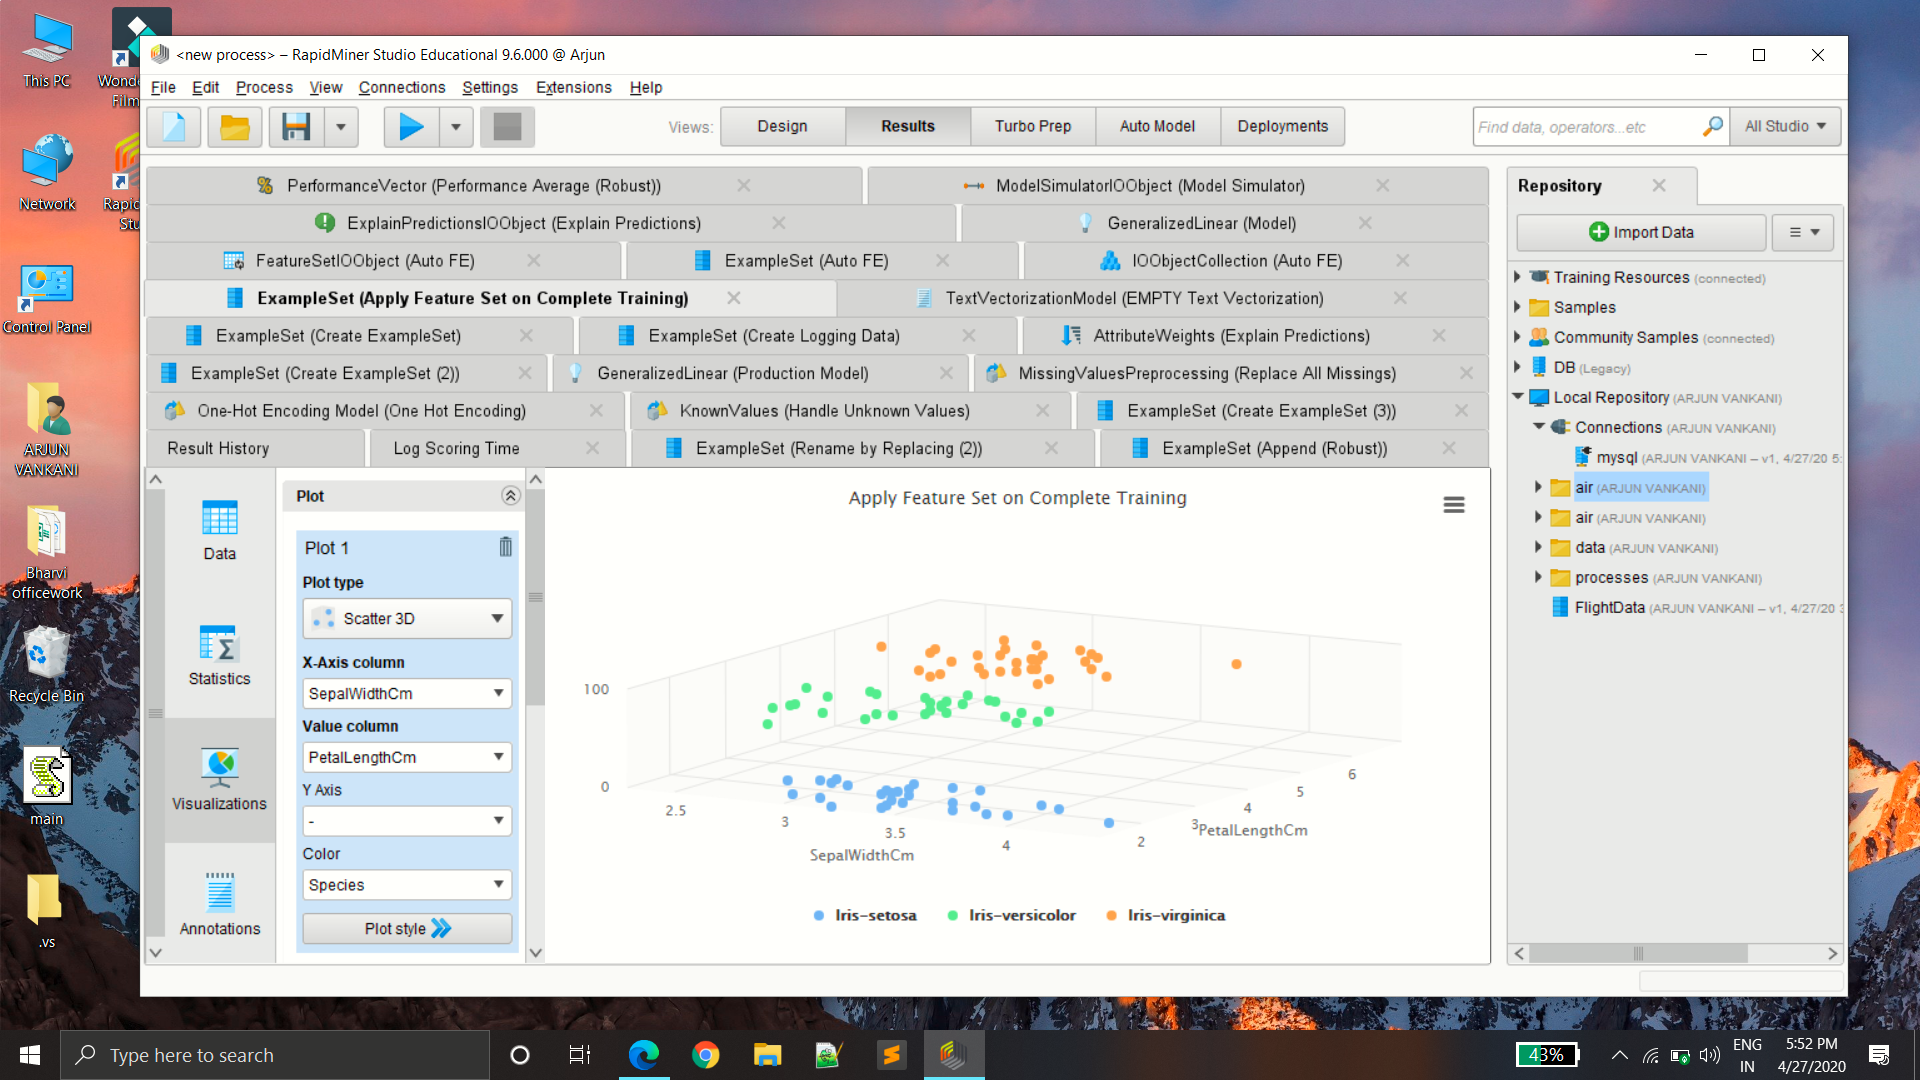 This PC
Wonde
Film
Network
Rapid
Stu
Control Panel
ARJUN
VANKANI
Bharvi
officework
Recycle Bin
main
.vs
<new process> – RapidMiner Studio Educational 9.6.000 @ Arjun
File Edit Process View Connections Settings Extensions Help
Views: Design Results Turbo Prep Auto Model Deployments
Find data, operators...etc All Studio
PerformanceVector (Performance Average (Robust)) ModelSimulatorIOObject (Model Simulator)
ExplainPredictionsIOObject (Explain Predictions) GeneralizedLinear (Model)
FeatureSetIOObject (Auto FE) ExampleSet (Auto FE) IOObjectCollection (Auto FE)
ExampleSet (Apply Feature Set on Complete Training) TextVectorizationModel (EMPTY Text Vectorization)
ExampleSet (Create ExampleSet) ExampleSet (Create Logging Data) AttributeWeights (Explain Predictions)
ExampleSet (Create ExampleSet (2)) GeneralizedLinear (Production Model) MissingValuesPreprocessing (Replace All Missings)
One-Hot Encoding Model (One Hot Encoding) KnownValues (Handle Unknown Values) ExampleSet (Create ExampleSet (3))
Result History Log Scoring Time ExampleSet (Rename by Replacing (2)) ExampleSet (Append (Robust))
Data
Statistics
Visualizations
Annotations
Plot
Plot 1
Plot type
Scatter 3D
X-Axis column
SepalWidthCm
Value column
PetalLengthCm
Y Axis
-
Color
Species
Plot style
Apply Feature Set on Complete Training
100
0
2.5
3
3.5
4
SepalWidthCm
2
3
4
5
6
PetalLengthCm
Iris-setosa Iris-versicolor Iris-virginica
Repository
Import Data
Training Resources (connected)
Samples
Community Samples (connected)
DB (Legacy)
Local Repository (ARJUN VANKANI)
Connections (ARJUN VANKANI)
mysql (ARJUN VANKANI – v1, 4/27/20 5:
air (ARJUN VANKANI)
air (ARJUN VANKANI)
data (ARJUN VANKANI)
processes (ARJUN VANKANI)
FlightData (ARJUN VANKANI – v1, 4/27/20 3
Type here to search
43%
ENG
IN
5:52 PM
4/27/2020